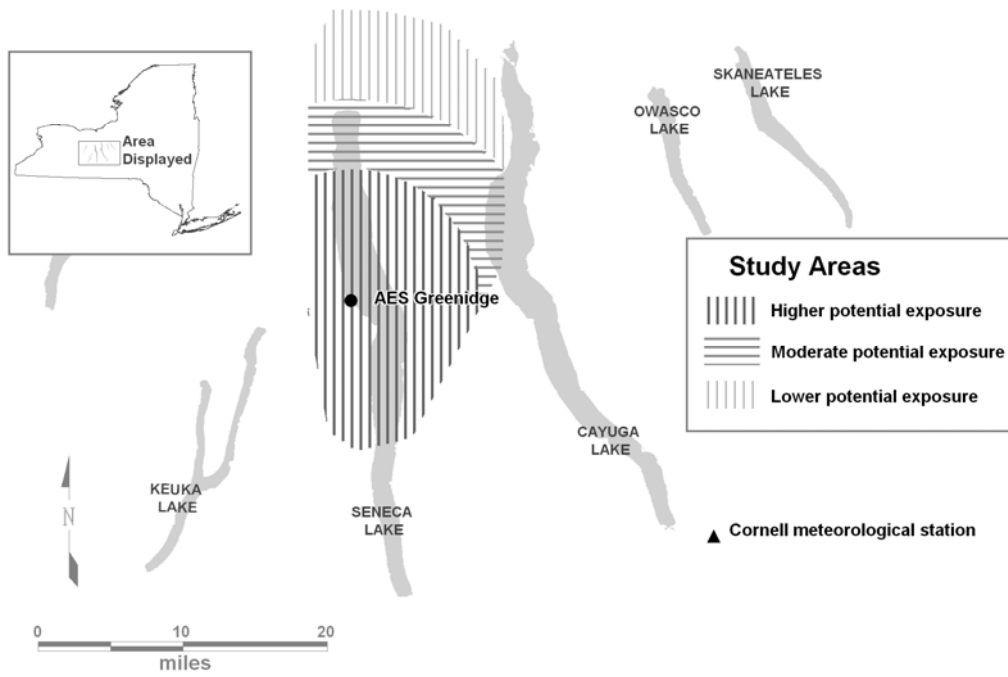 Area
Displayed
SKANEATELES
LAKE
OWASCO
LAKE
AES Greenidge
Study Areas
Higher potential exposure
Moderate potential exposure
Lower potential exposure
CAYUGA
LAKE
KEUKA
LAKE
SENECA
LAKE
N
Cornell meteorological station
0 10 20
miles